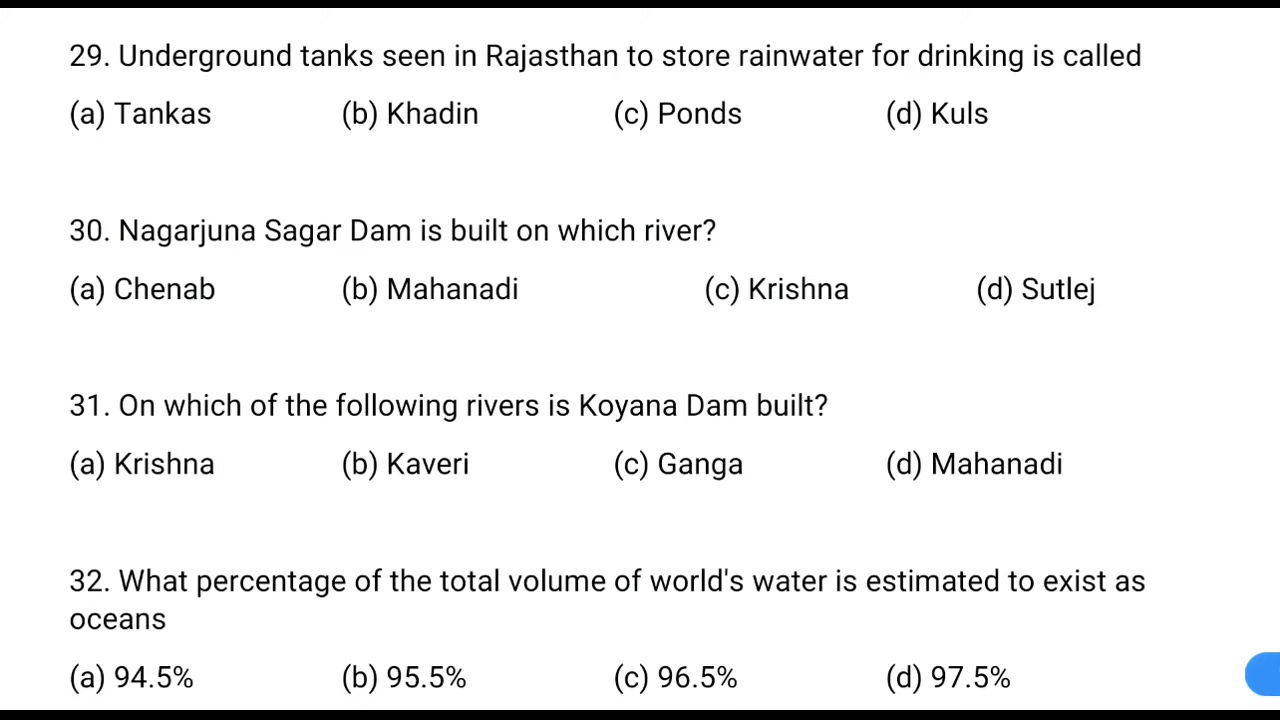 29. Underground tanks seen in Rajasthan to store rainwater for drinking is called
(a) Tankas (b) Khadin (c) Ponds (d) Kuls
30. Nagarjuna Sagar Dam is built on which river?
(a) Chenab (b) Mahanadi (c) Krishna (d) Sutlej
31. On which of the following rivers is Koyana Dam built?
(a) Krishna (b) Kaveri (c) Ganga (d) Mahanadi
32. What percentage of the total volume of world's water is estimated to exist as
oceans
(a) 94.5% (b) 95.5% (c) 96.5% (d) 97.5%